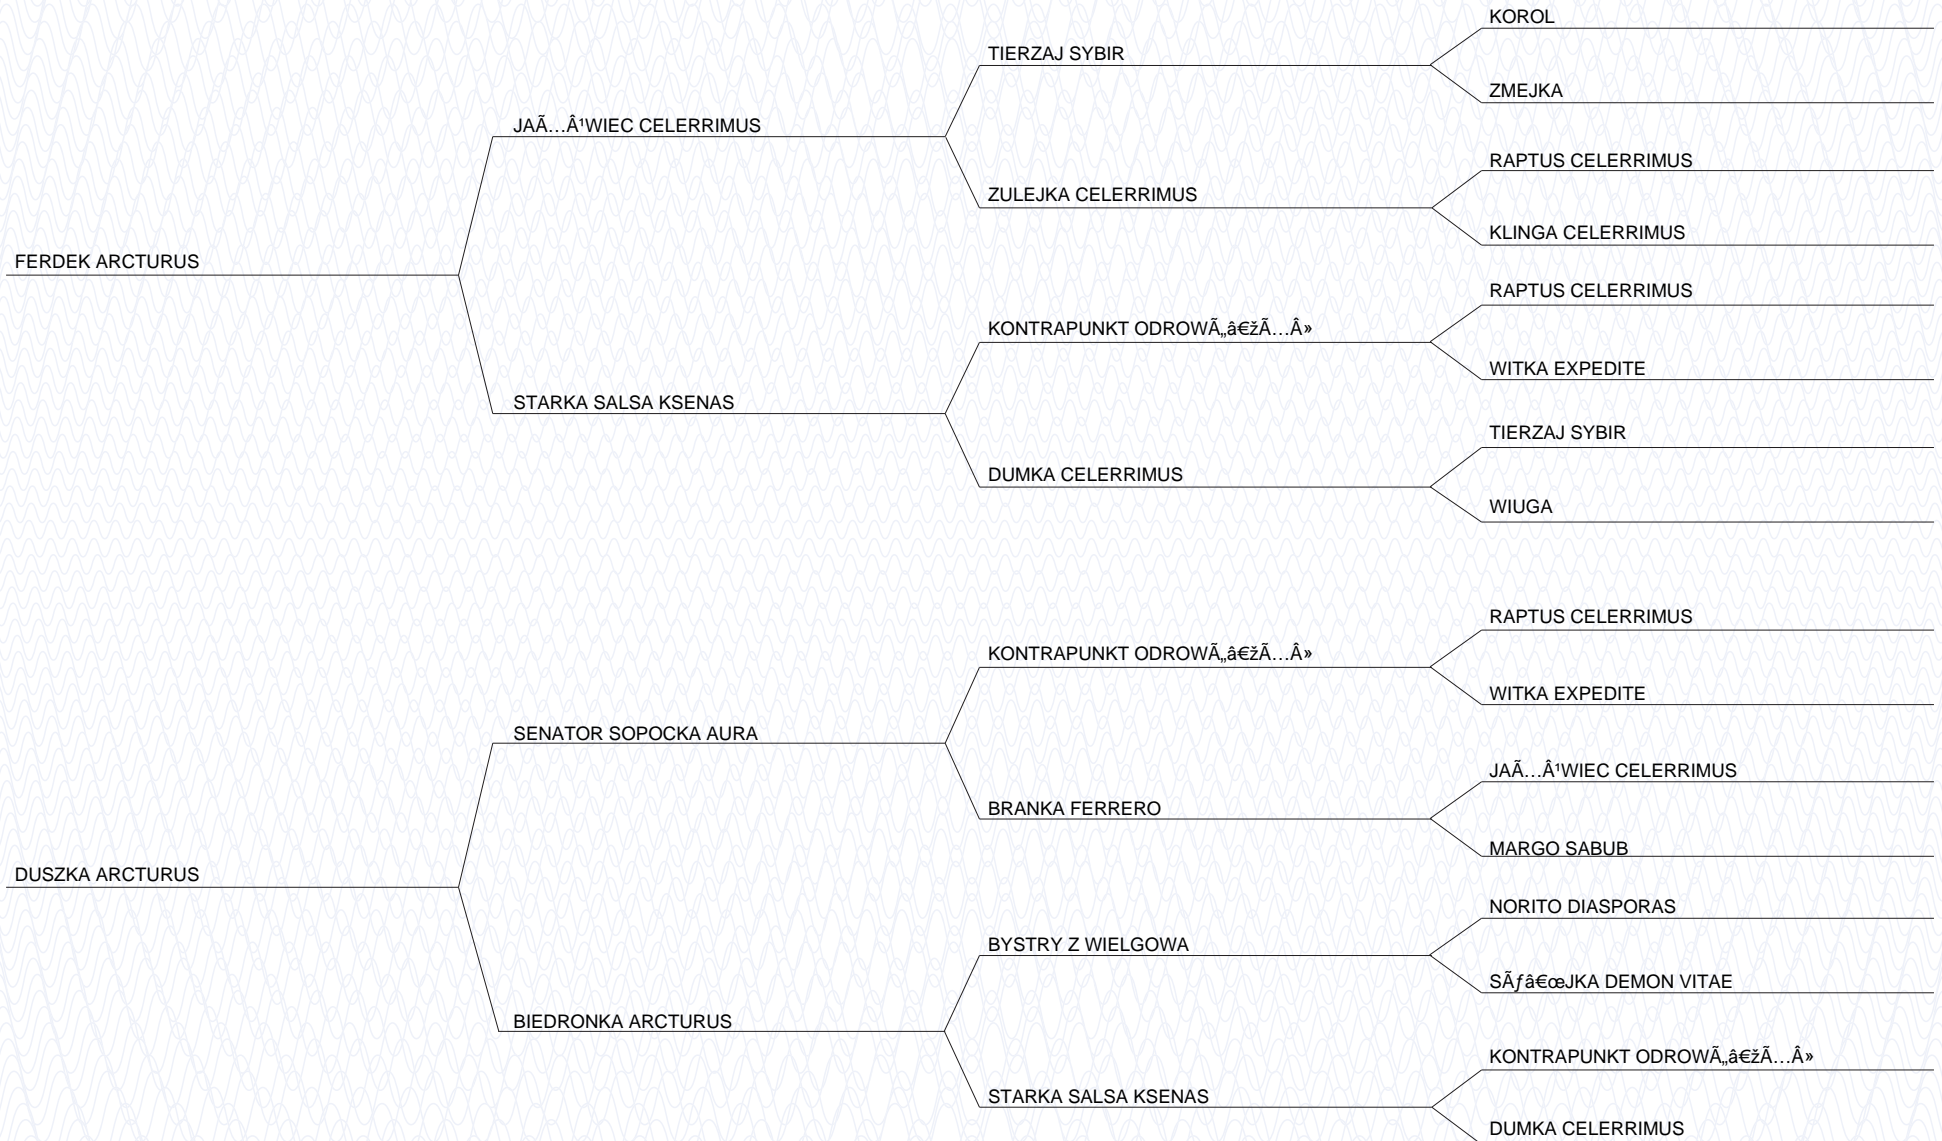 KOROL
TIERZAJ SYBIR
ZMEJKA
JAÃ…Â¹WIEC CELERRIMUS
RAPTUS CELERRIMUS
ZULEJKA CELERRIMUS
KLINGA CELERRIMUS
FERDEK ARCTURUS
RAPTUS CELERRIMUS
KONTRAPUNKT ODROWÃ„â€žÃ…Â»
WITKA EXPEDITE
STARKA SALSA KSENAS
TIERZAJ SYBIR
DUMKA CELERRIMUS
WIUGA
RAPTUS CELERRIMUS
KONTRAPUNKT ODROWÃ„â€žÃ…Â»
WITKA EXPEDITE
SENATOR SOPOCKA AURA
JAÃ…Â¹WIEC CELERRIMUS
BRANKA FERRERO
MARGO SABUB
DUSZKA ARCTURUS
NORITO DIASPORAS
BYSTRY Z WIELGOWA
SÃƒâ€œJKA DEMON VITAE
BIEDRONKA ARCTURUS
KONTRAPUNKT ODROWÃ„â€žÃ…Â»
STARKA SALSA KSENAS
DUMKA CELERRIMUS